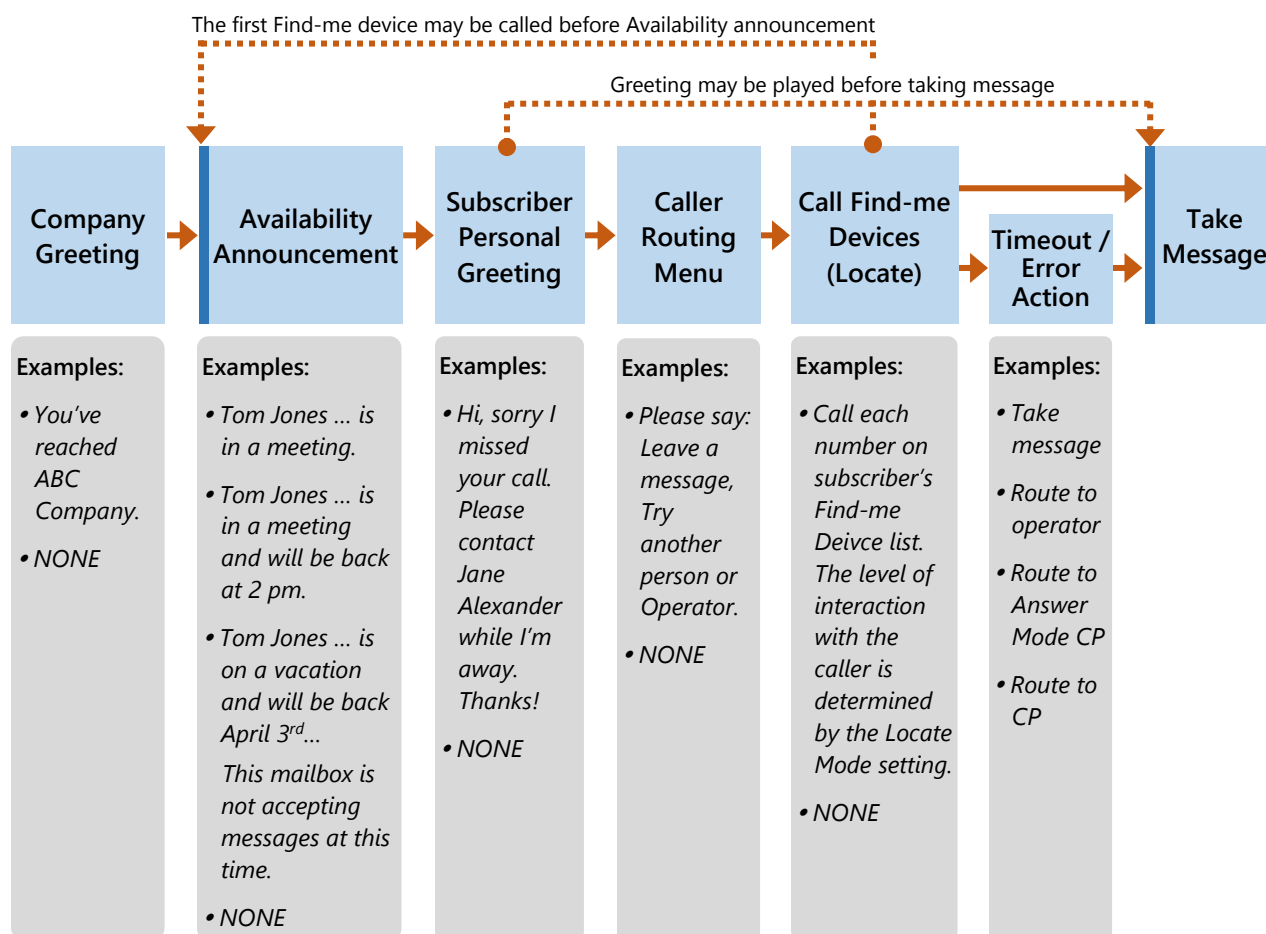 The first Find-me device may be called before Availability announcement
Greeting may be played before taking message
Company
Greeting
Availability
Announcement
Subscriber
Personal
Greeting
Caller
Routing
Menu
Call Find-me
Devices
(Locate)
Timeout /
Error
Action
Take
Message
Examples:
• You've
reached
ABC
Company.
• NONE
Examples:
• Tom Jones ... is
in a meeting.
• Tom Jones ... is
in a meeting
and will be back
at 2 pm.
• Tom Jones ... is
on a vacation
and will be back
April 3rd...
This mailbox is
not accepting
messages at this
time.
• NONE
Examples:
• Hi, sorry I
missed
your call.
Please
contact
Jane
Alexander
while I'm
away.
Thanks!
• NONE
Examples:
• Please say:
Leave a
message,
Try
another
person or
Operator.
• NONE
Examples:
• Call each
number on
subscriber's
Find-me
Deivce list.
The level of
interaction
with the
caller is
determined
by the Locate
Mode setting.
• NONE
Examples:
• Take
message
• Route to
operator
• Route to
Answer
Mode CP
• Route to
CP